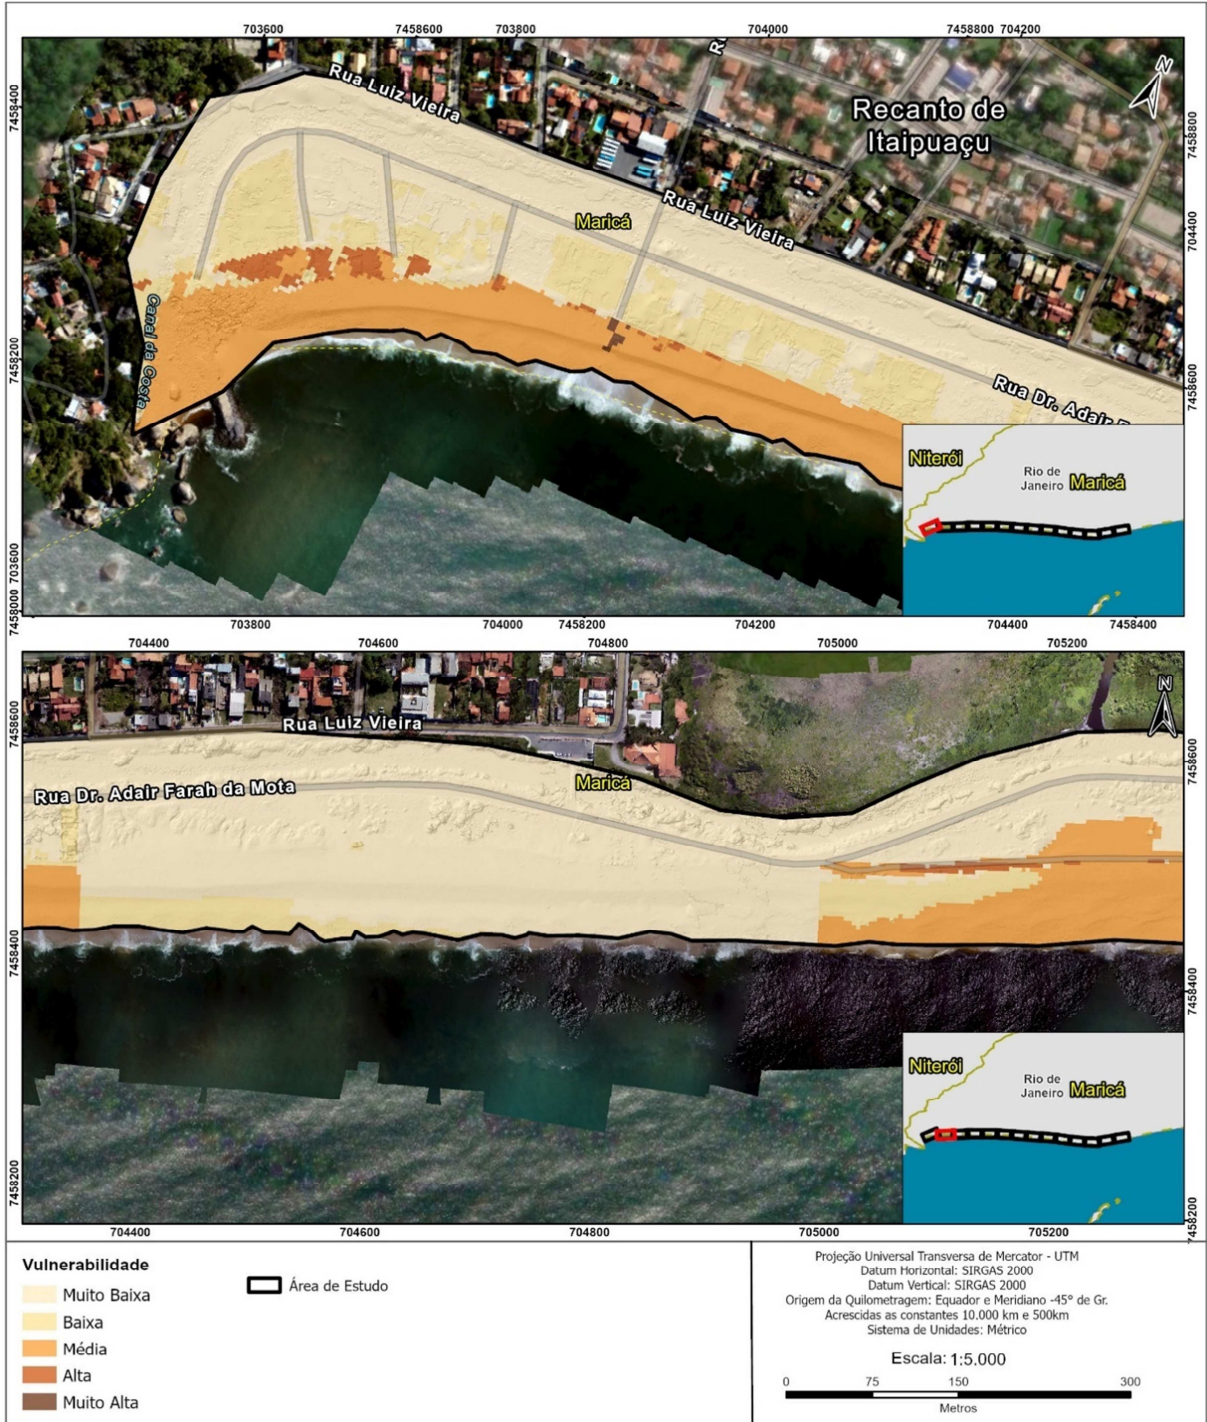 703600
7458600
703800
704000
7458800
704200
7458400
7458800
N
Rua Luiz Vieira
Recanto de
Itaipuaçu
Rua Luiz Vieira
Maricá
704400
Canal da Costa
7458200
Rua Dr. Adair
7458600
Niterói
Rio de
Janeiro
Maricá
703600
7458000
703800
704000
7458200
704200
704400
7458400
704400
704600
704800
705000
705200
7458600
Rua Luiz Vieira
N
7458600
Maricá
Rua Dr. Adair Farah da Mota
7458400
7458400
Niterói
Rio de
Janeiro
Maricá
7458200
7458200
704400
704600
704800
705000
705200
Vulnerabilidade
Muito Baixa
Baixa
Média
Alta
Muito Alta
Área de Estudo
Projeção Universal Transversa de Mercator - UTM
Datum Horizontal: SIRGAS 2000
Datum Vertical: SIRGAS 2000
Origem da Quilometragem: Equador e Meridiano -45° de Gr.
Acrescidas as constantes 10.000 km e 500km
Sistema de Unidades: Métrico
Escala: 1:5.000
0 75 150 300
Metros